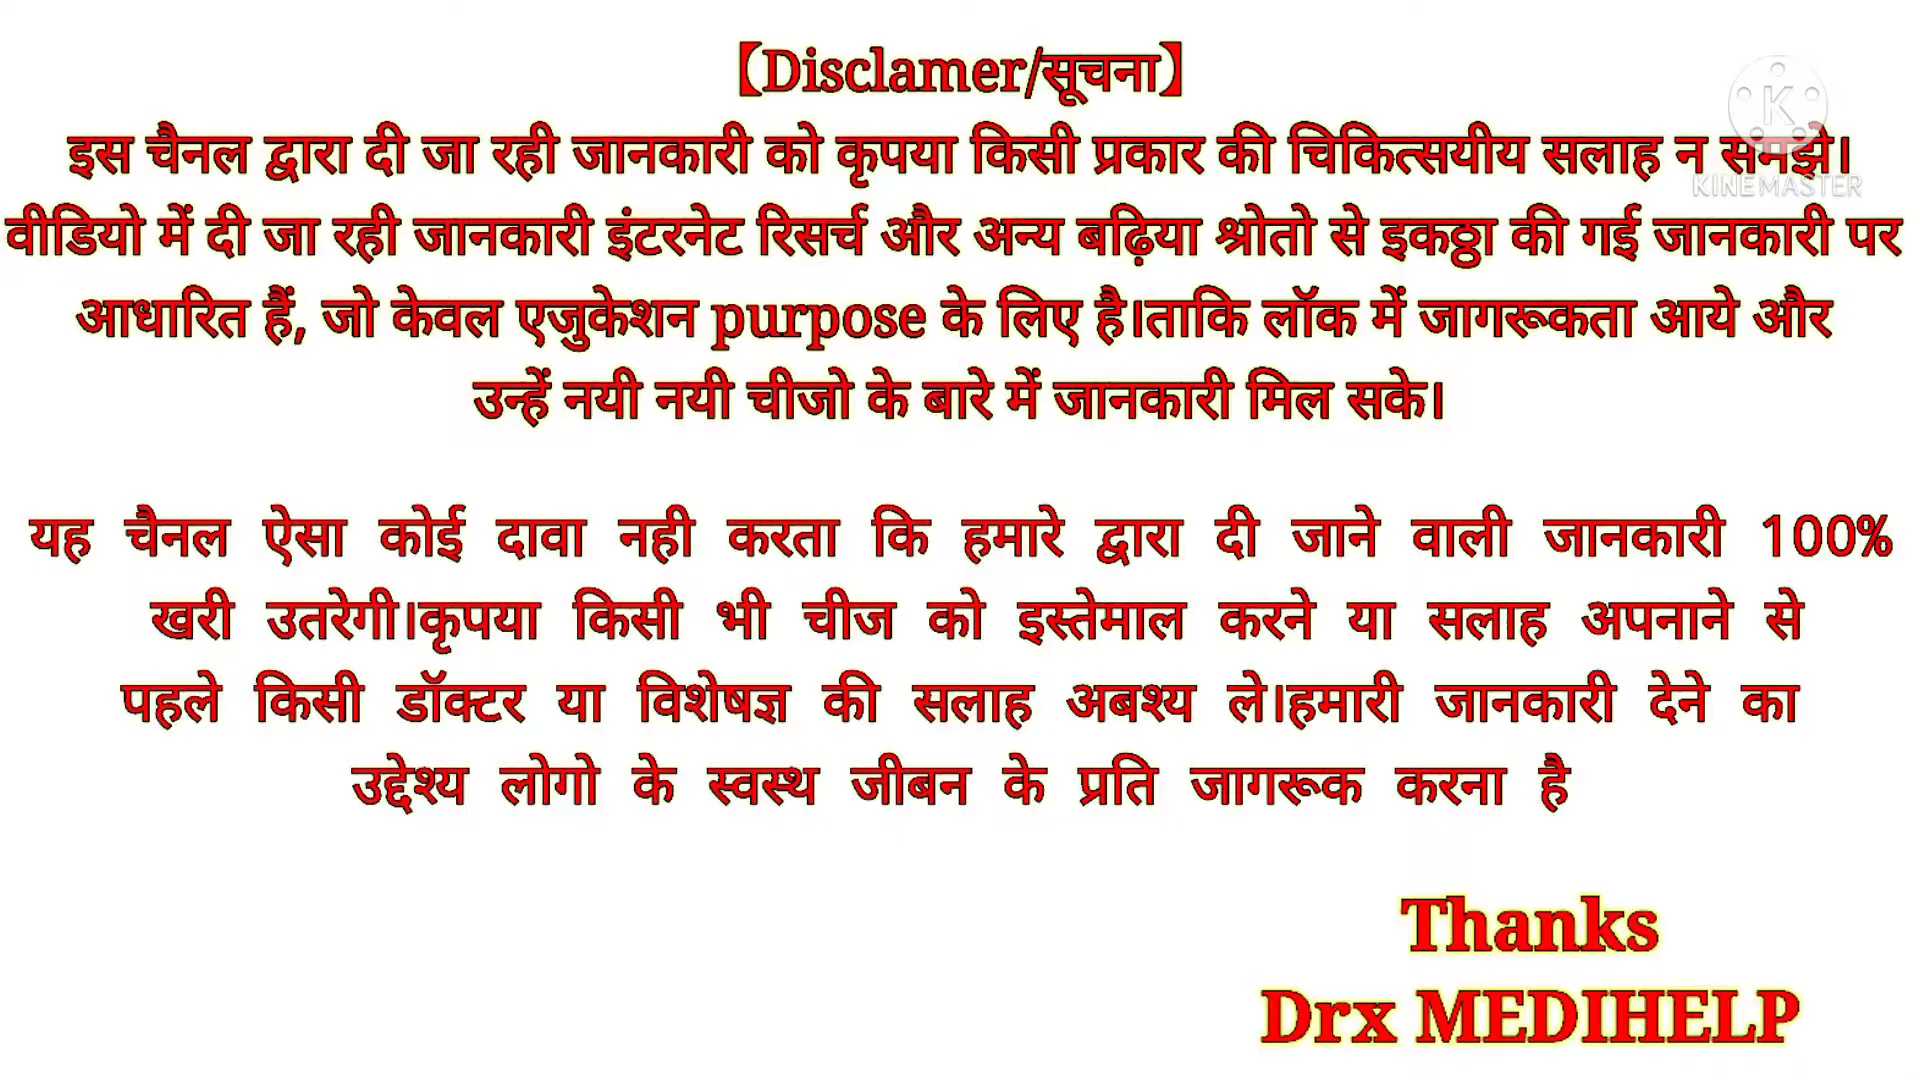 【Disclamer/सूचना】
इस चैनल द्वारा दी जा रही जानकारी को कृपया किसी प्रकार की चिकित्सयीय सलाह न समझे।
KINEMASTER
वीडियो में दी जा रही जानकारी इंटरनेट रिसर्च और अन्य बढ़िया श्रोतो से इकठ्ठा की गई जानकारी पर
आधारित हैं, जो केवल एजुकेशन purpose के लिए है।ताकि लॉक में जागरूकता आये और
उन्हें नयी नयी चीजो के बारे में जानकारी मिल सके।
यह चैनल ऐसा कोई दावा नही करता कि हमारे द्वारा दी जाने वाली जानकारी 100%
खरी उतरेगी।कृपया किसी भी चीज को इस्तेमाल करने या सलाह अपनाने से
पहले किसी डॉक्टर या विशेषज्ञ की सलाह अबश्य ले।हमारी जानकारी देने का
उद्देश्य लोगो के स्वस्थ जीबन के प्रति जागरूक करना है
Thanks
Drx MEDIHELP